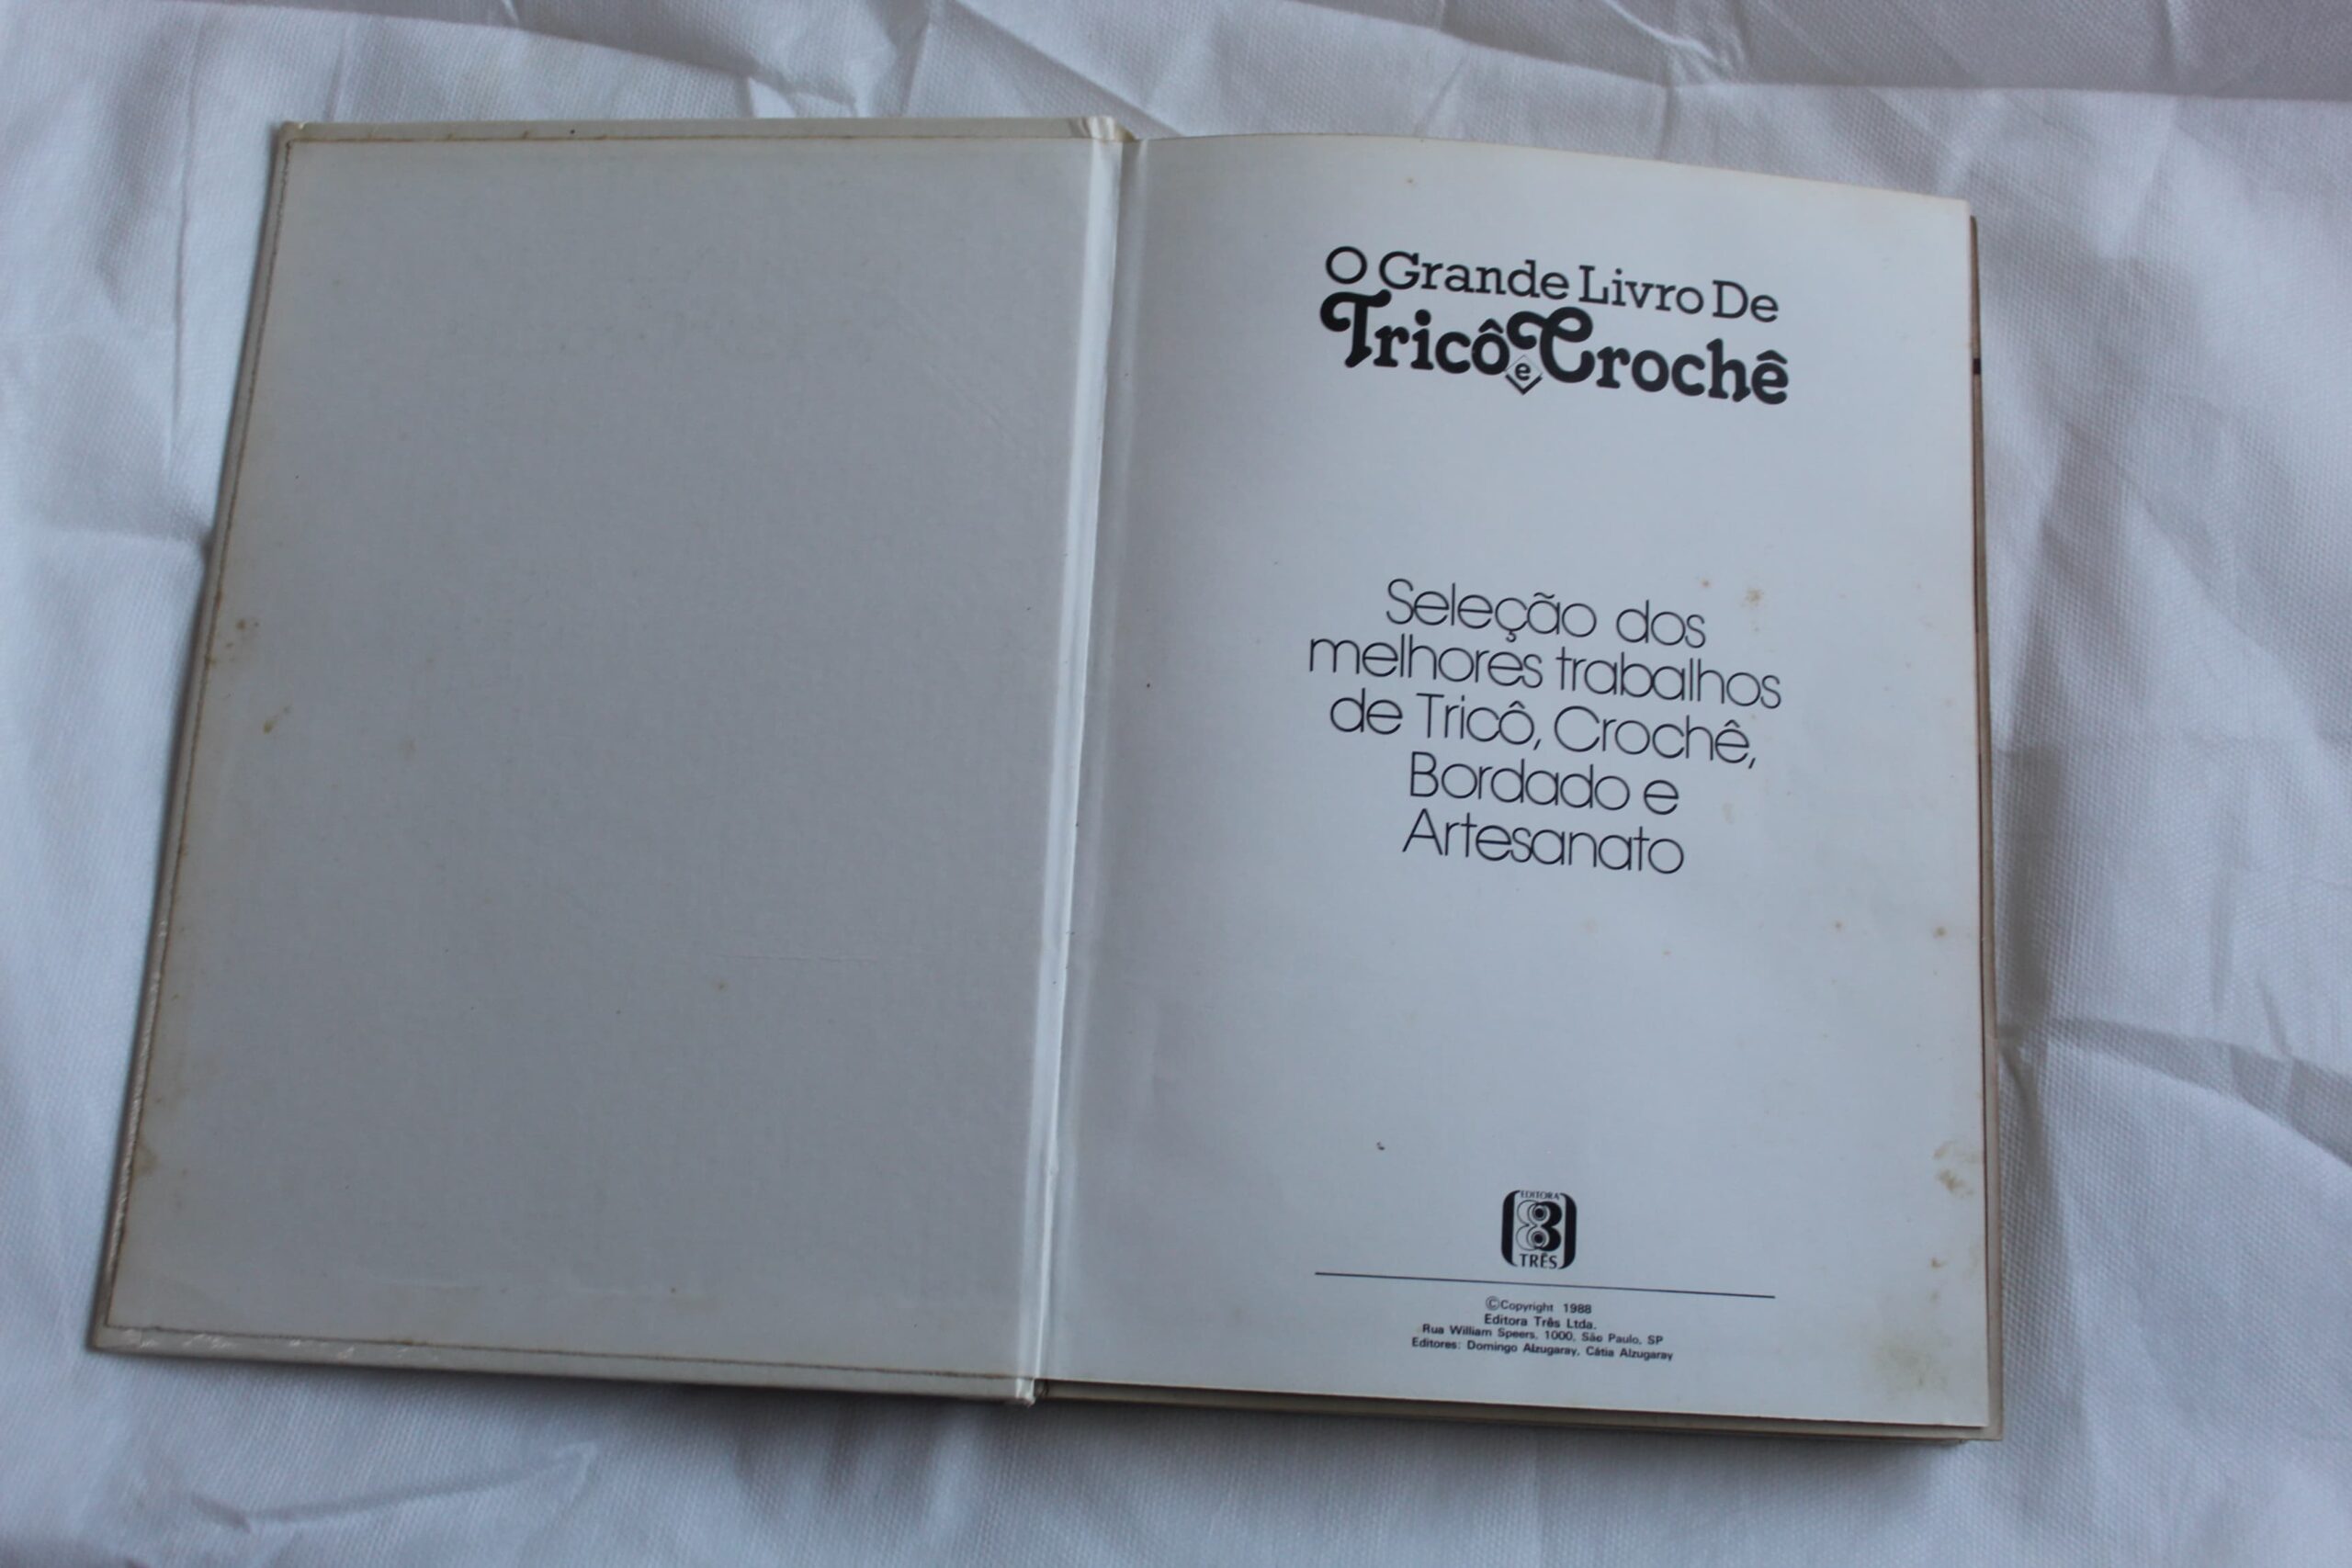 O Grande Livro De
Tricô e Crochê
Seleção dos
melhores trabalhos
de Tricô, Crochê,
Bordado e
Artesanato
EDITORA
3
TRÊS
©Copyright 1988
Editora Três Ltda.
Rua William Speers, 1000, São Paulo, SP
Editores: Domingo Alzugaray, Cátia Alzugaray